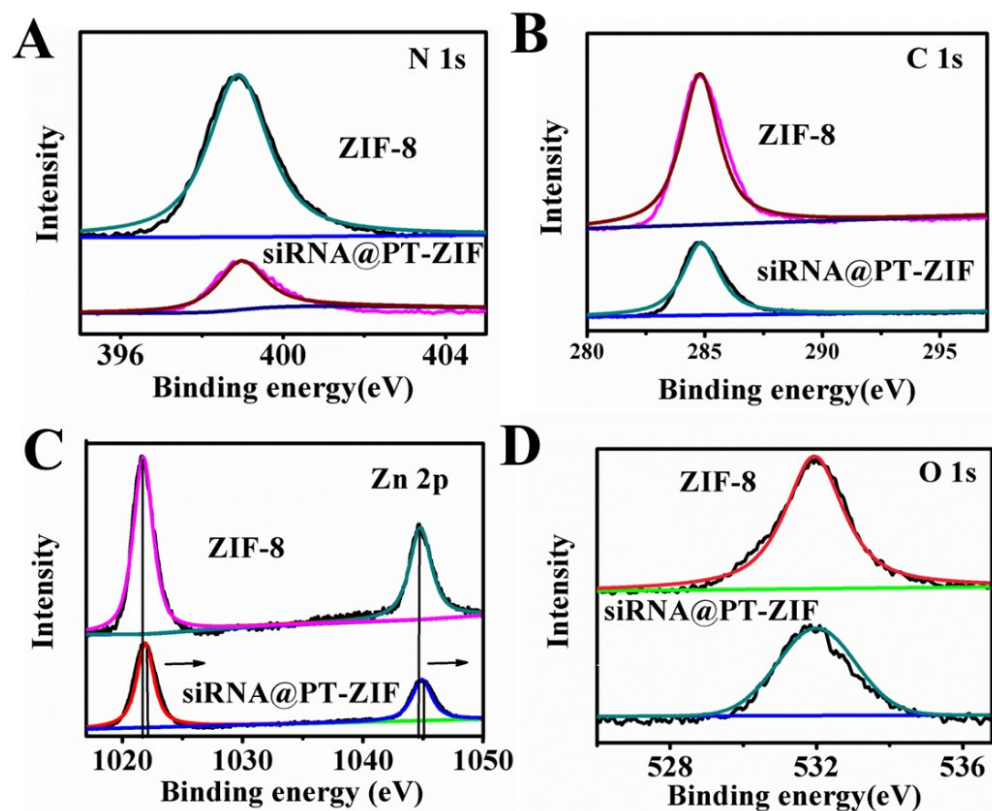 A
N 1s
ZIF-8
siRNA@PT-ZIF
Intensity
396 400 404
Binding energy(eV)
B
C 1s
ZIF-8
siRNA@PT-ZIF
Intensity
280 285 290 295
Binding energy(eV)
C
Zn 2p
ZIF-8
siRNA@PT-ZIF
Intensity
1020 1030 1040 1050
Binding energy (eV)
D
O 1s
ZIF-8
siRNA@PT-ZIF
Intensity
528 532 536
Binding energy (eV)